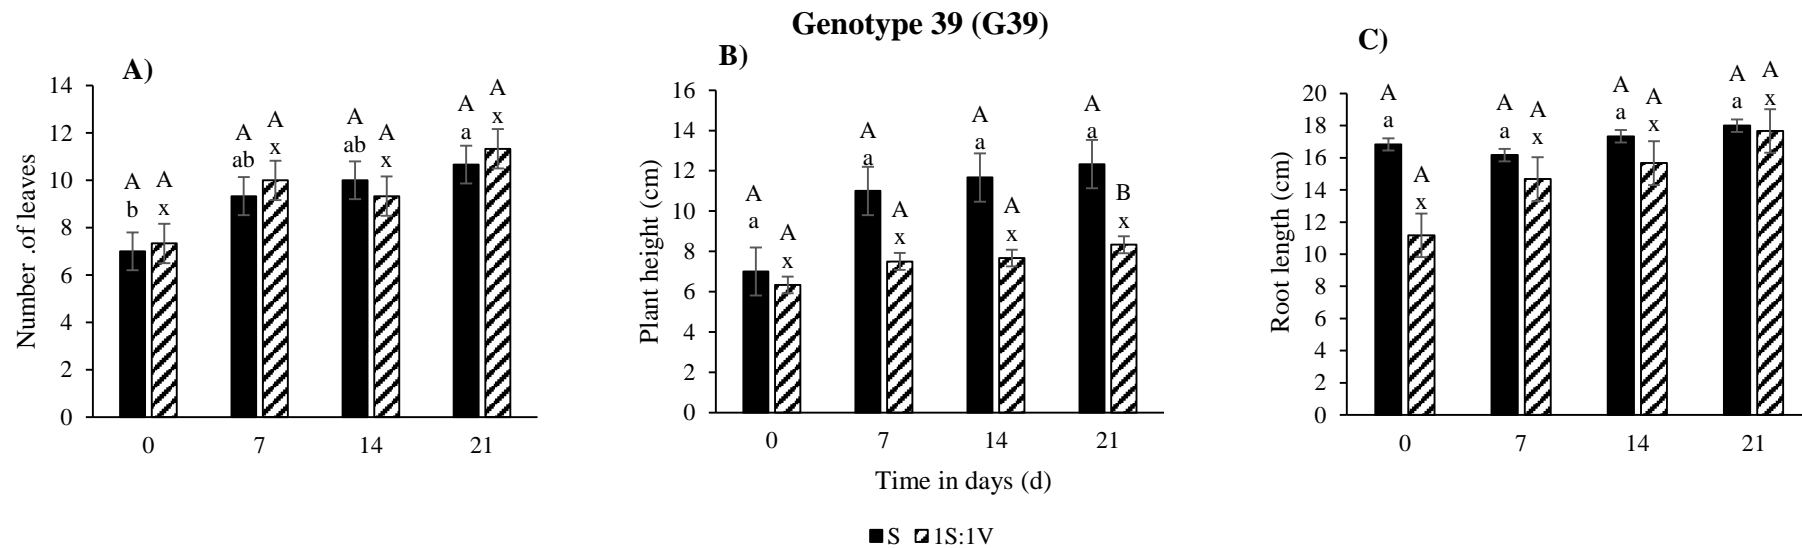 Genotype 39 (G39)
A)
Number .of leaves
14
12
10
8
6
4
2
0
A
b
A
x
A
ab
A
x
A
ab
A
x
A
a
A
x
0 7 14 21
B)
Plant height (cm)
16
14
12
10
8
6
4
2
0
A
a
A
x
A
a
A
x
A
a
A
x
A
a
B
x
0 7 14 21
Time in days (d)
C)
Root length (cm)
20
18
16
14
12
10
8
6
4
2
0
A
a
A
x
A
a
A
x
A
a
A
x
A
a
A
x
0 7 14 21
S 1S:1V